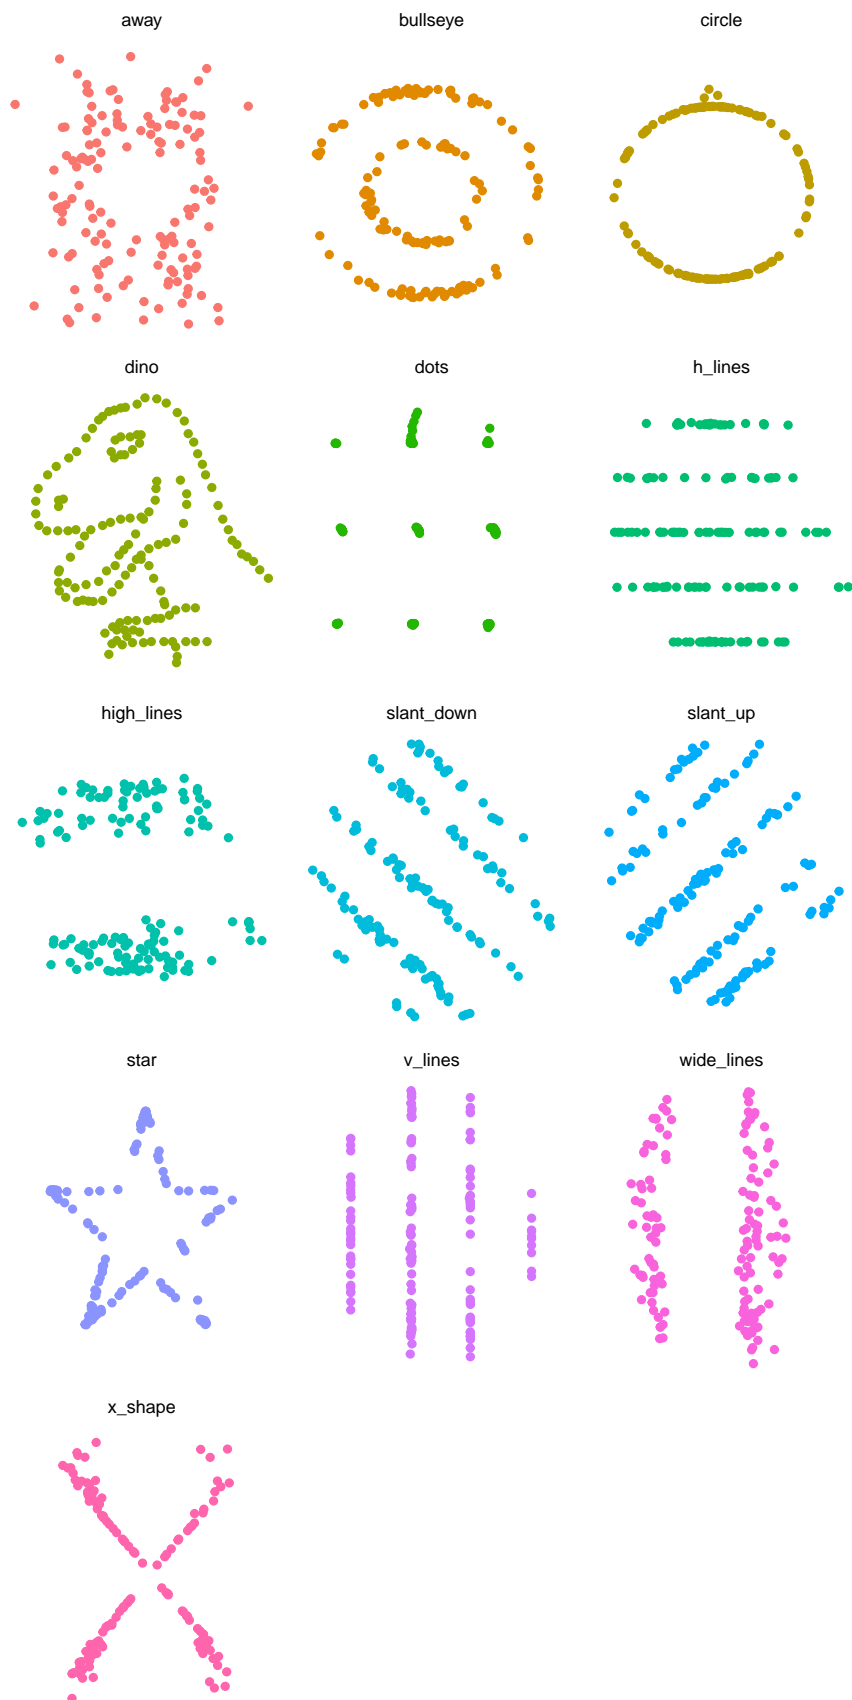 away
bullseye
circle
dino
dots
h_lines
high_lines
slant_down
slant_up
star
v_lines
wide_lines
x_shape